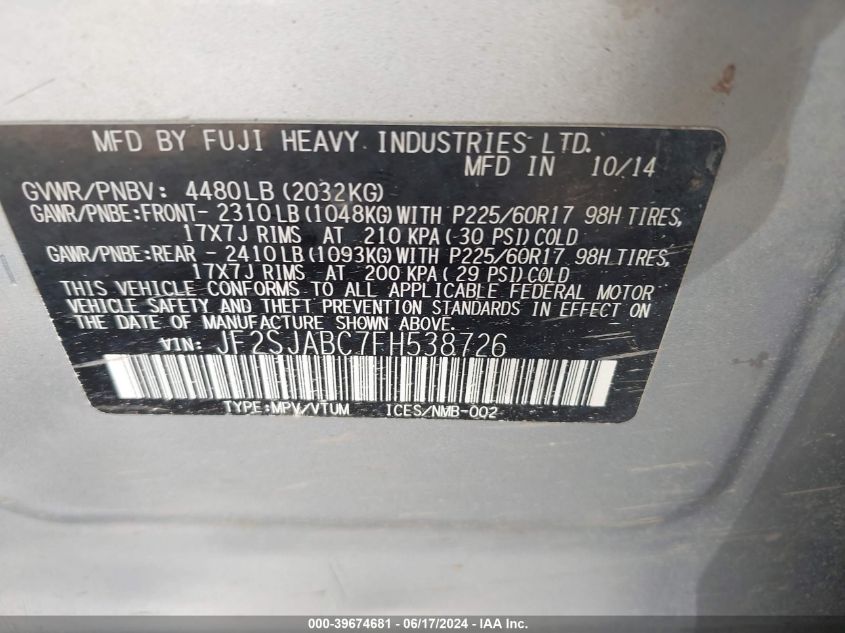 MFD BY FUJI HEAVY INDUSTRIES LTD.
MFD IN 10/14
GVWR/PNBV: 4480LB (2032KG)
GAWR/PNBE:FRONT- 2310LB (1048KG)WITH P225/60R17 98H TIRES,
17X7J RIMS AT 210 KPA (-30 PSI) COLD
GAWR/PNBE:REAR - 2410LB (1093KG)WITH P225/60R17 98H TIRES,
17X7J RIMS AT 200 KPA (29 PSI) COLD
THIS VEHICLE CONFORMS TO ALL APPLICABLE FEDERAL MOTOR
VEHICLE SAFETY AND THEFT PREVENTION STANDARDS IN EFFECT ON
THE DATE OF MANUFACTURE SHOWN ABOVE.
VIN: JF2SJABC7FH538726
TYPE:MPV/VTUM ICES/NMB-002
000-39674681 - 06/17/2024 - IAA Inc.